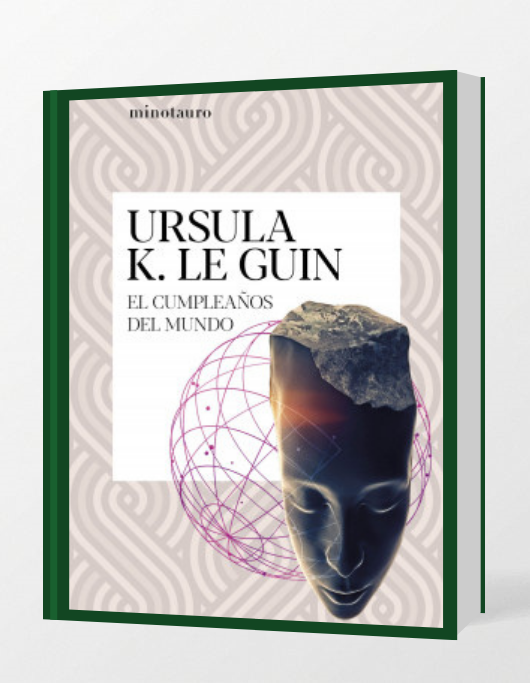 minotauro
URSULA
K. LE GUIN
EL CUMPLEAÑOS
DEL MUNDO